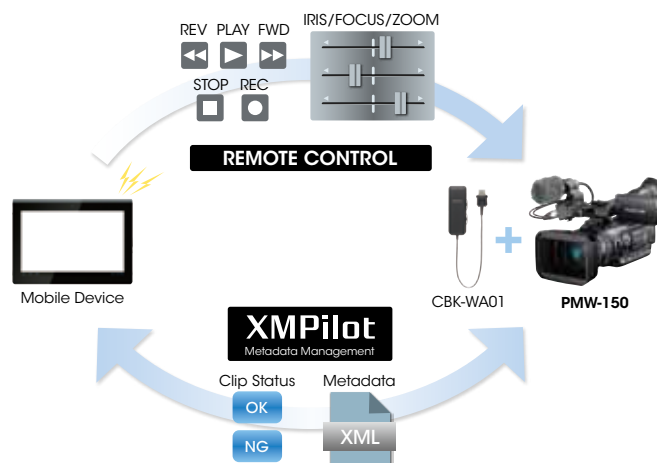 REV PLAY FWD
IRIS/FOCUS/ZOOM
STOP REC
REMOTE CONTROL
Mobile Device
CBK-WA01
PMW-150
XMPilot
Metadata Management
Clip Status
Metadata
OK
NG
XML